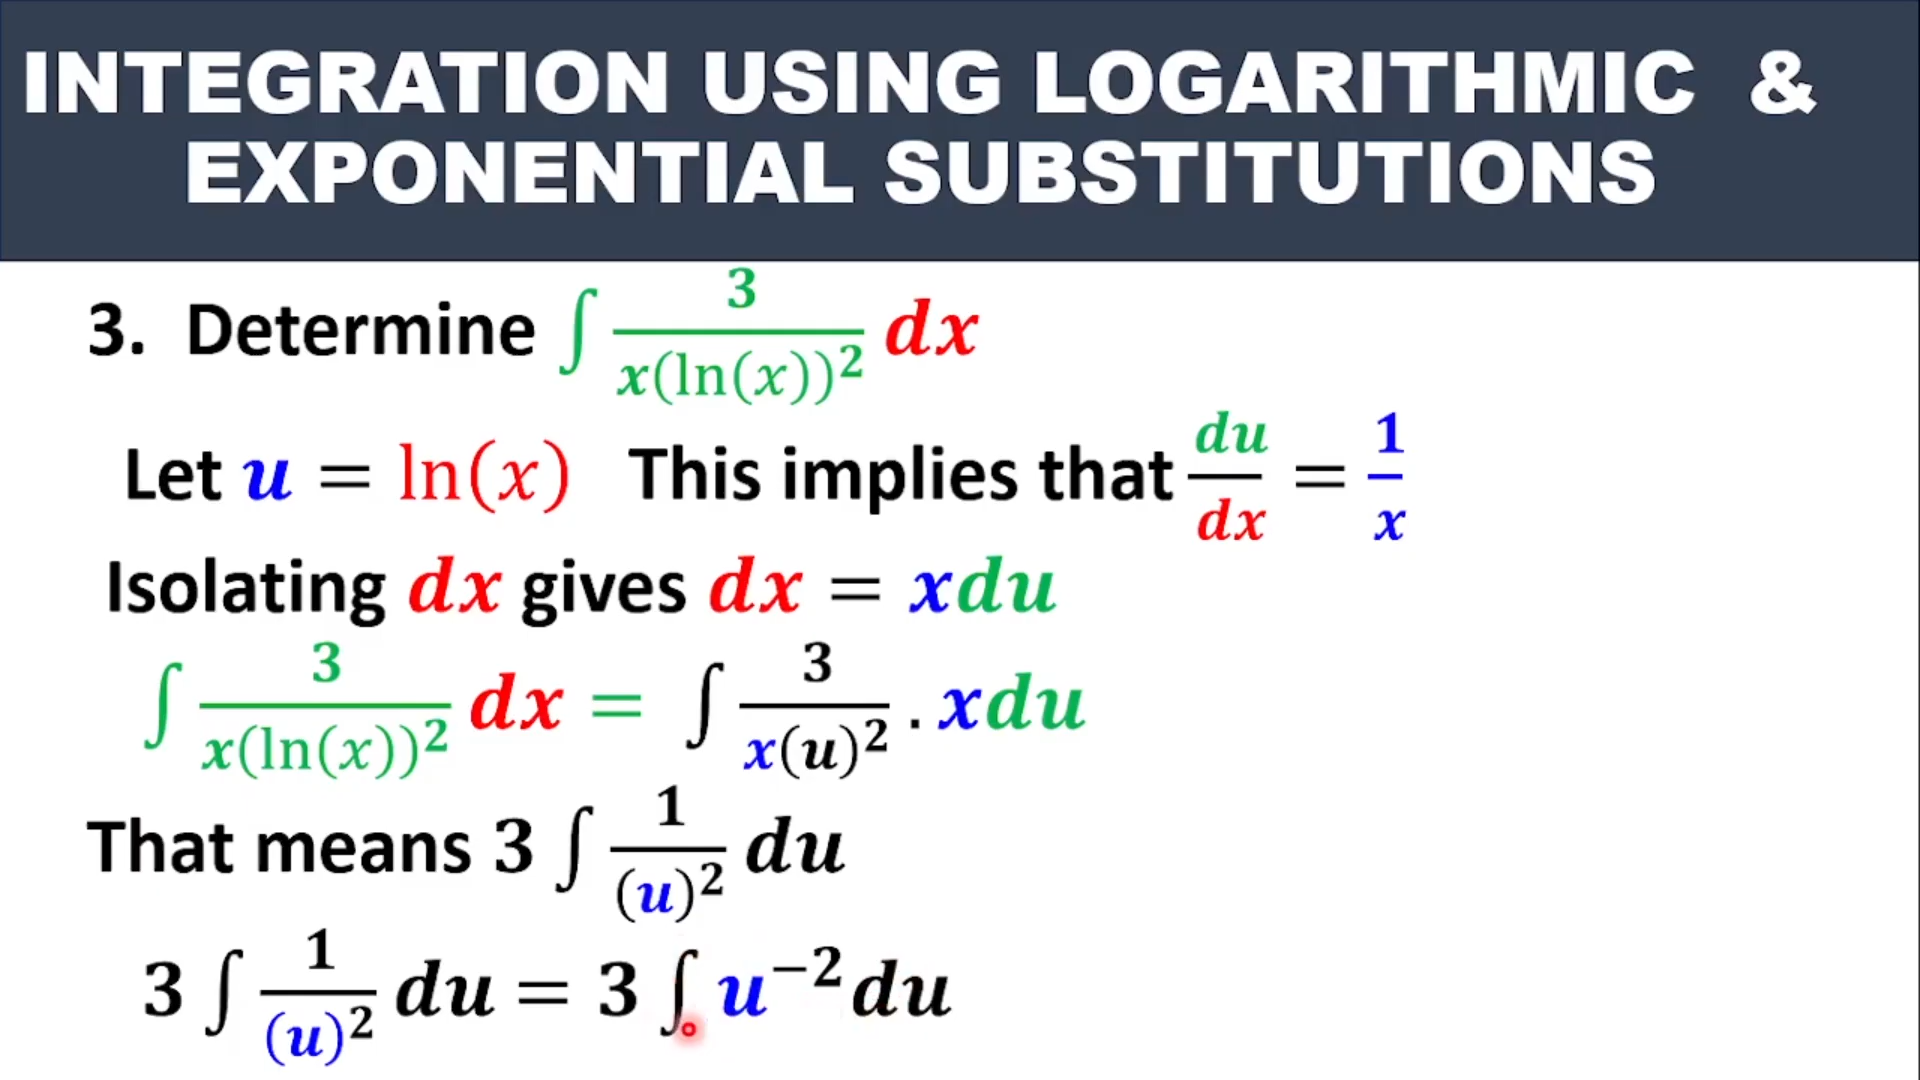 INTEGRATION USING LOGARITHMIC &
EXPONENTIAL SUBSTITUTIONS
3. Determine ∫ 3/(x(ln(x))²) dx
Let u = ln(x) This implies that du/dx = 1/x
Isolating dx gives dx = xdu
∫ 3/(x(ln(x))²) dx = ∫ 3/(x(u)²) . xdu
That means 3 ∫ 1/(u)² du
3 ∫ 1/(u)² du = 3 ∫ u⁻² du